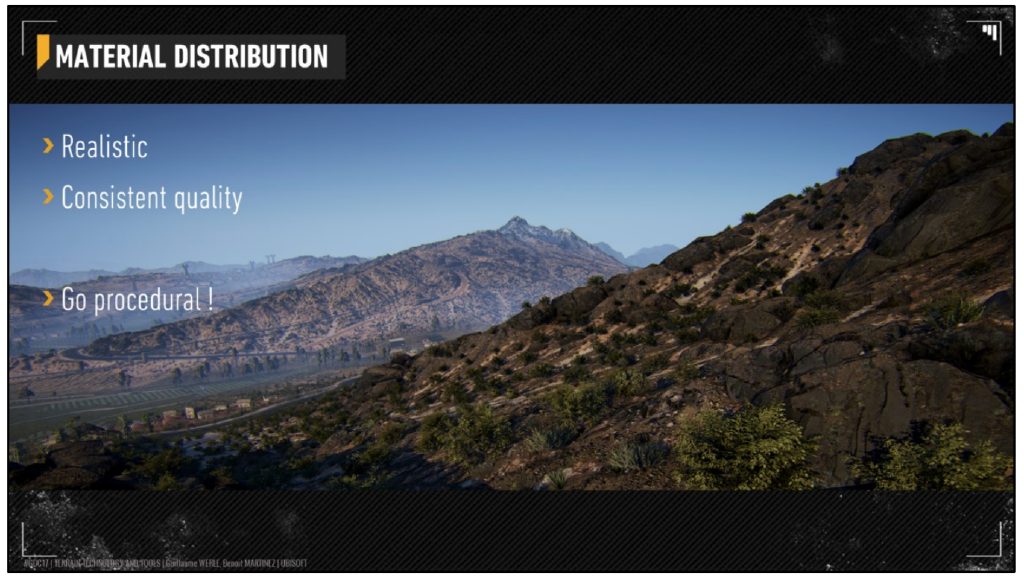 MATERIAL DISTRIBUTION
Realistic
Consistent quality
Go procedural !
#GDC17 | TERRAIN TECHNOLOGY AND TOOLS | Guillaume WERLE, Benoit MARTINEZ | UBISOFT